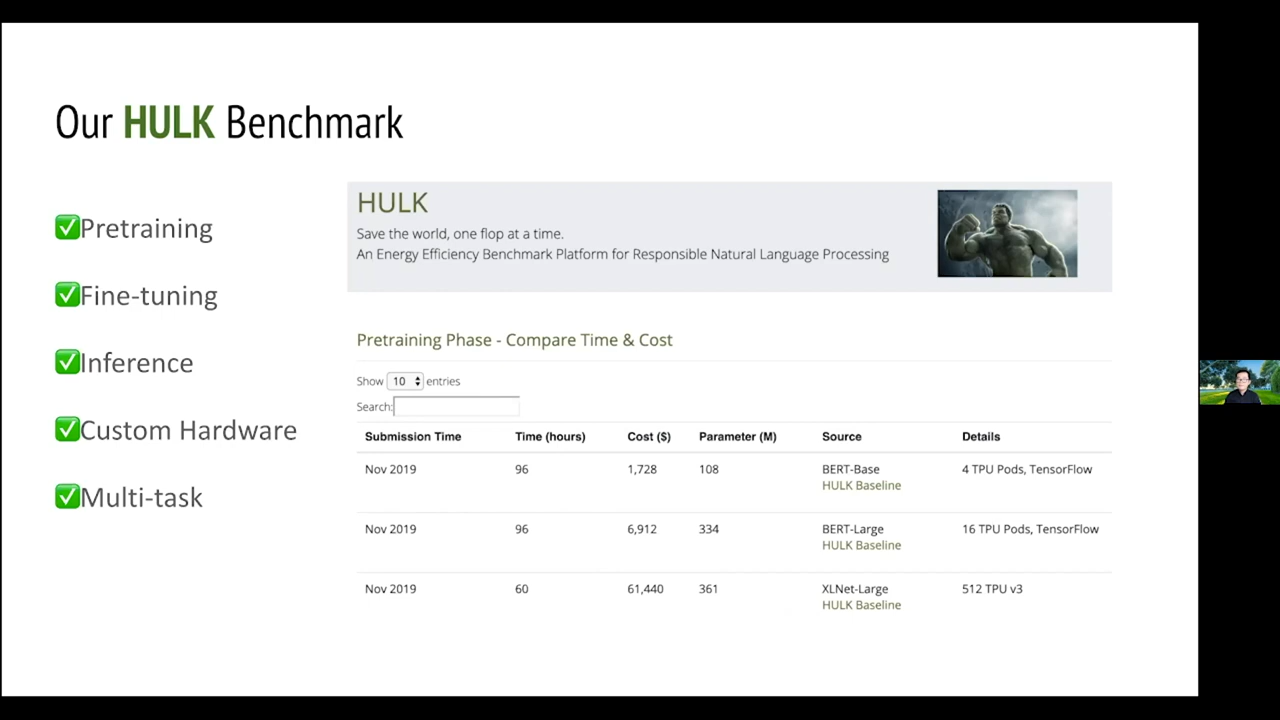 Our HULK Benchmark
✅Pretraining
✅Fine-tuning
✅Inference
✅Custom Hardware
✅Multi-task
HULK
Save the world, one flop at a time.
An Energy Efficiency Benchmark Platform for Responsible Natural Language Processing
Pretraining Phase - Compare Time & Cost
Show 10 entries
Search:
Submission Time Time (hours) Cost ($) Parameter (M) Source Details
Nov 2019 96 1,728 108 BERT-Base 4 TPU Pods, TensorFlow
HULK Baseline
Nov 2019 96 6,912 334 BERT-Large 16 TPU Pods, TensorFlow
HULK Baseline
Nov 2019 60 61,440 361 XLNet-Large 512 TPU v3
HULK Baseline